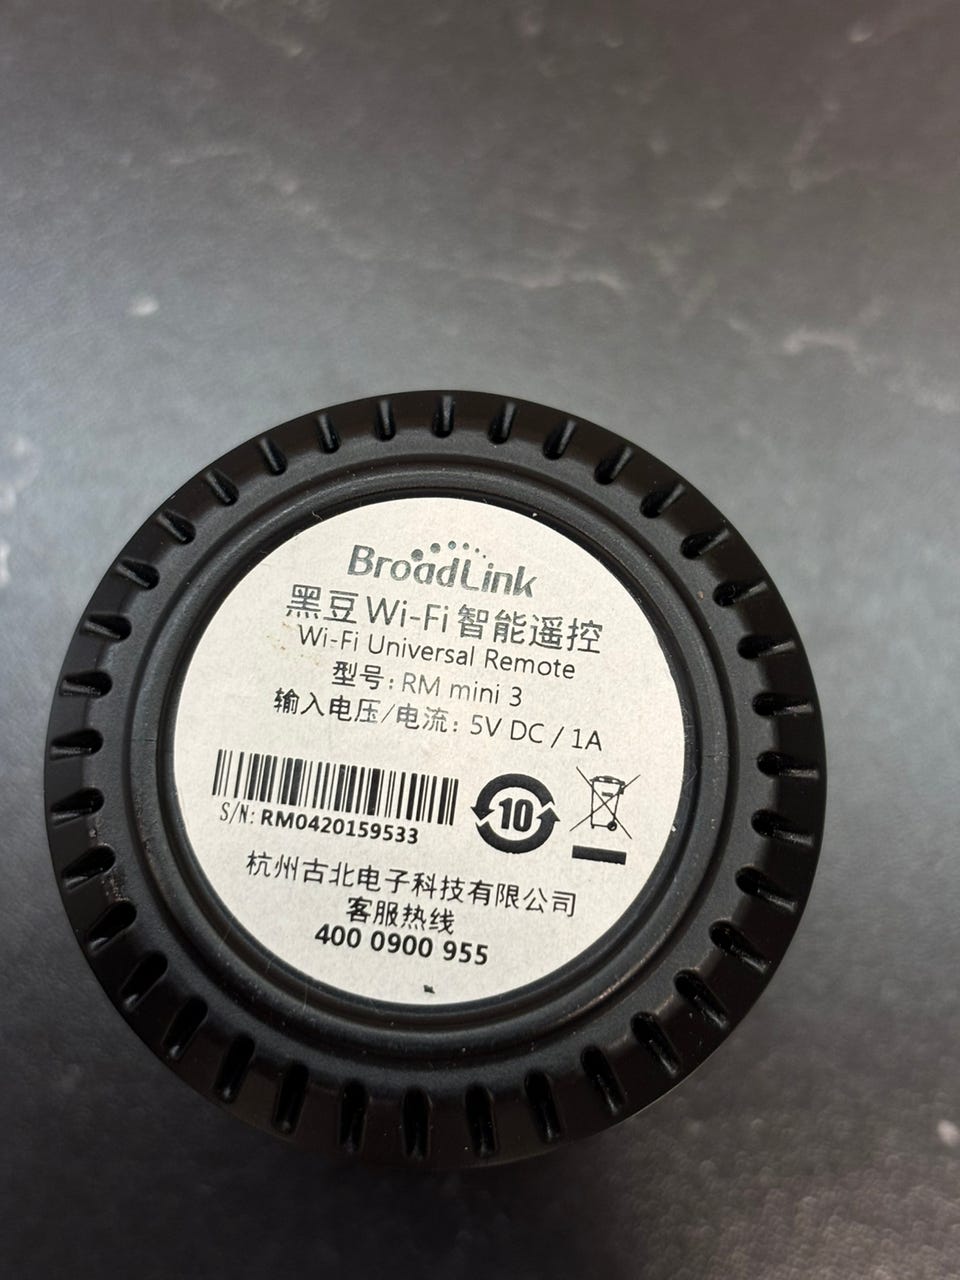 BroadLink
黑豆Wi-Fi智能遥控
Wi-Fi Universal Remote
型号: RM mini 3
输入电压/电流: 5V DC / 1A
10
S/N: RM0420159533
杭州古北电子科技有限公司
客服热线
400 0900 955